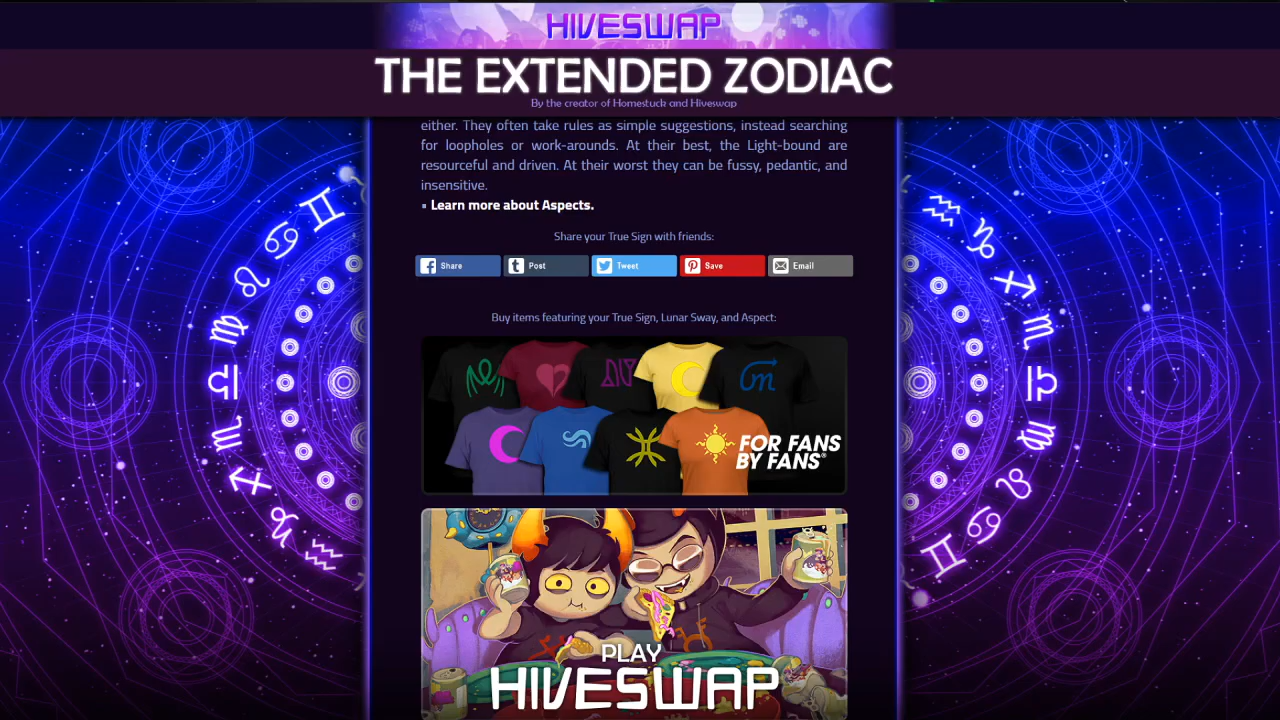 HIVESWAP
THE EXTENDED ZODIAC
By the creator of Homestuck and Hiveswap
either. They often take rules as simple suggestions, instead searching
for loopholes or work-arounds. At their best, the Light-bound are
resourceful and driven. At their worst they can be fussy, pedantic, and
insensitive.
▪ Learn more about Aspects.
Share your True Sign with friends:
Share
Post
Tweet
Save
Email
Buy items featuring your True Sign, Lunar Sway, and Aspect:
FOR FANS
BY FANS®
PLAY
HIVESWAP